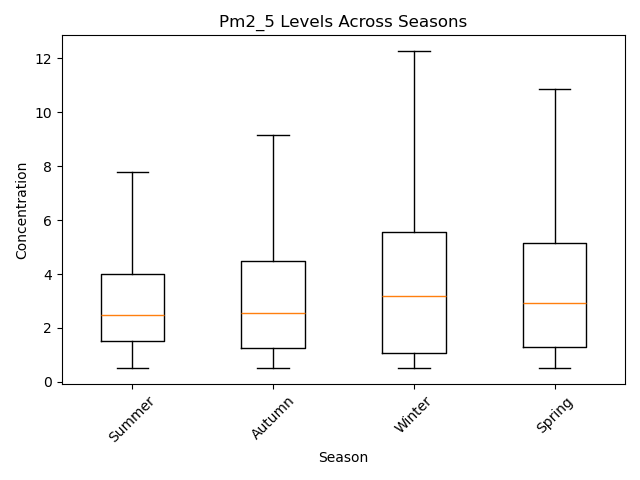 Pm2_5 Levels Across Seasons
Concentration
12
10
8
6
4
2
0
Summer
Autumn
Winter
Spring
Season